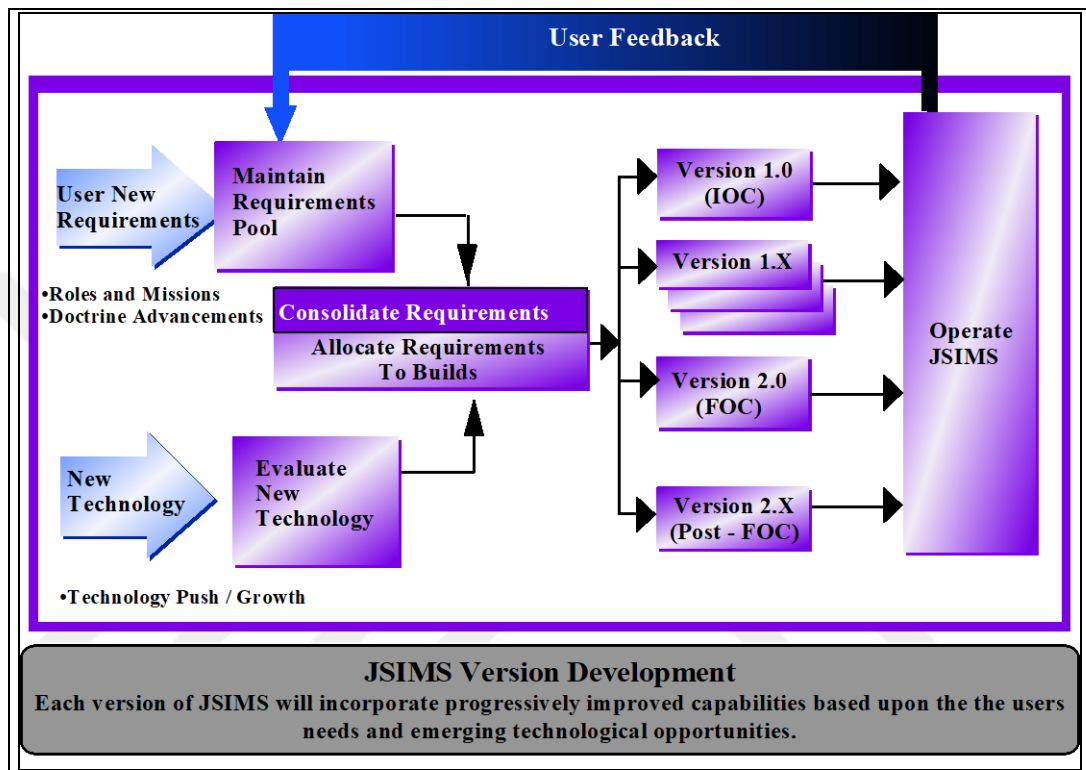 User Feedback
User New
Requirements
Maintain
Requirements
Pool
•Roles and Missions
•Doctrine Advancements
Consolidate Requirements
Allocate Requirements
To Builds
New
Technology
Evaluate
New
Technology
•Technology Push / Growth
Version 1.0
(IOC)
Version 1.X
Version 2.0
(FOC)
Version 2.X
(Post - FOC)
Operate
JSIMS
JSIMS Version Development
Each version of JSIMS will incorporate progressively improved capabilities based upon the the users
needs and emerging technological opportunities.